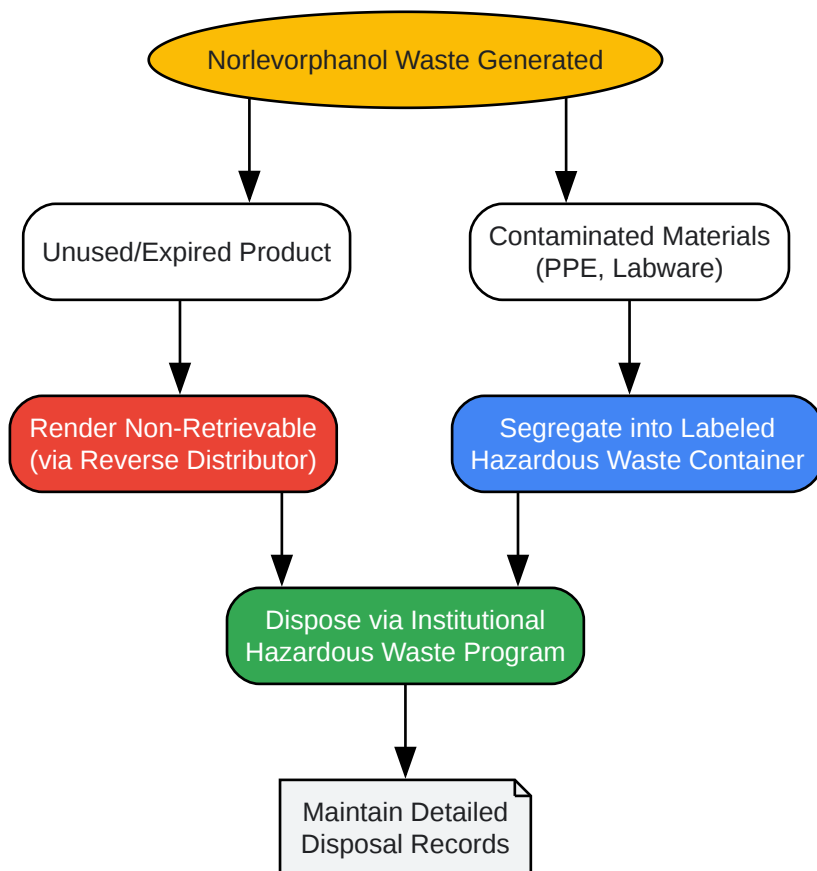 Norlevorphanol Waste Generated
Unused/Expired Product
Contaminated Materials
(PPE, Labware)
Render Non-Retrievable
(via Reverse Distributor)
Segregate into Labeled
Hazardous Waste Container
Dispose via Institutional
Hazardous Waste Program
Maintain Detailed
Disposal Records